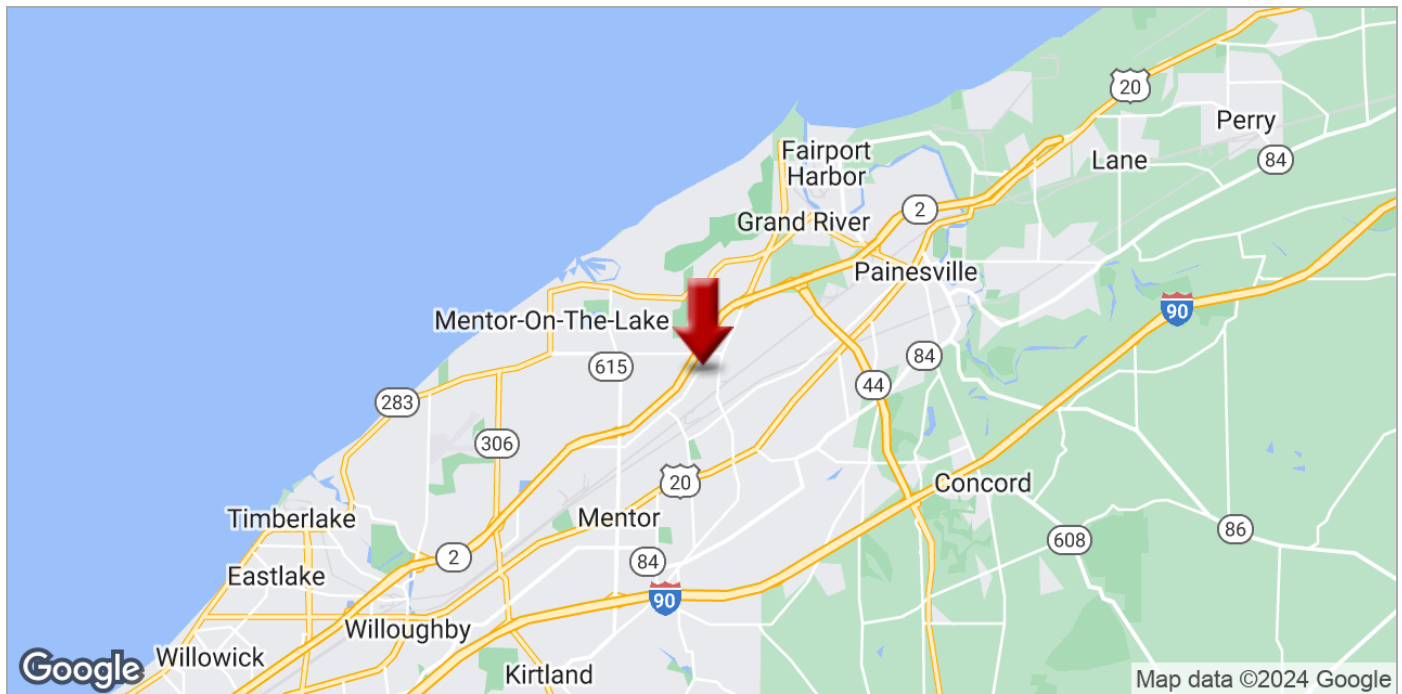 20
Perry
Fairport
Harbor
Lane
84
2
Grand River
Painesville
90
Mentor-On-The-Lake
615
84
44
283
306
20
Concord
Timberlake
Mentor
86
2
608
84
Eastlake
90
Willoughby
Willowick
Kirtland
Google
Map data ©2024 Google